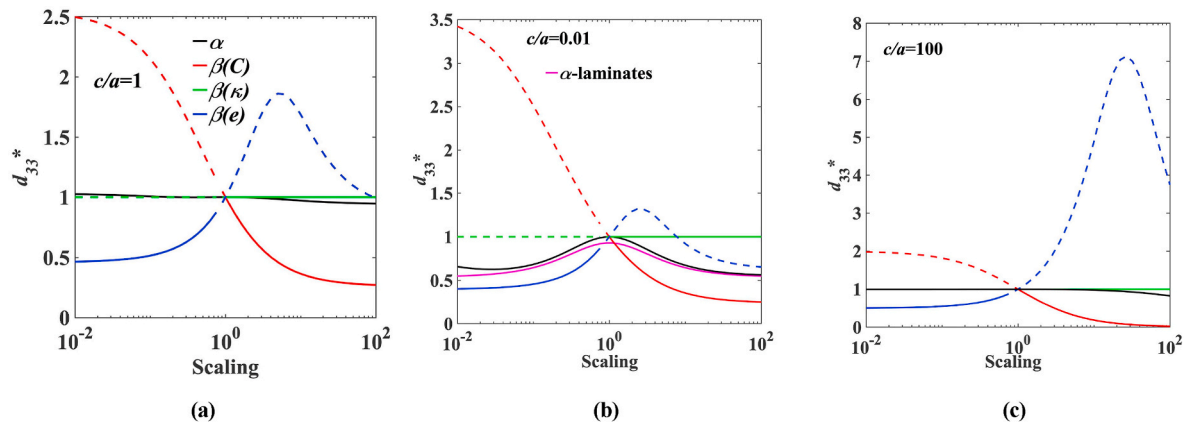 2.5
2
1.5
1
0.5
0
d33*
c/a=1
α
β(C)
β(κ)
β(e)
10^-2
10^0
10^2
Scaling
(a)
3.5
3
2.5
2
1.5
1
0.5
0
d33*
c/a=0.01
α-laminates
10^-2
10^0
10^2
Scaling
(b)
8
7
6
5
4
3
2
1
0
d33*
c/a=100
10^-2
10^0
10^2
Scaling
(c)